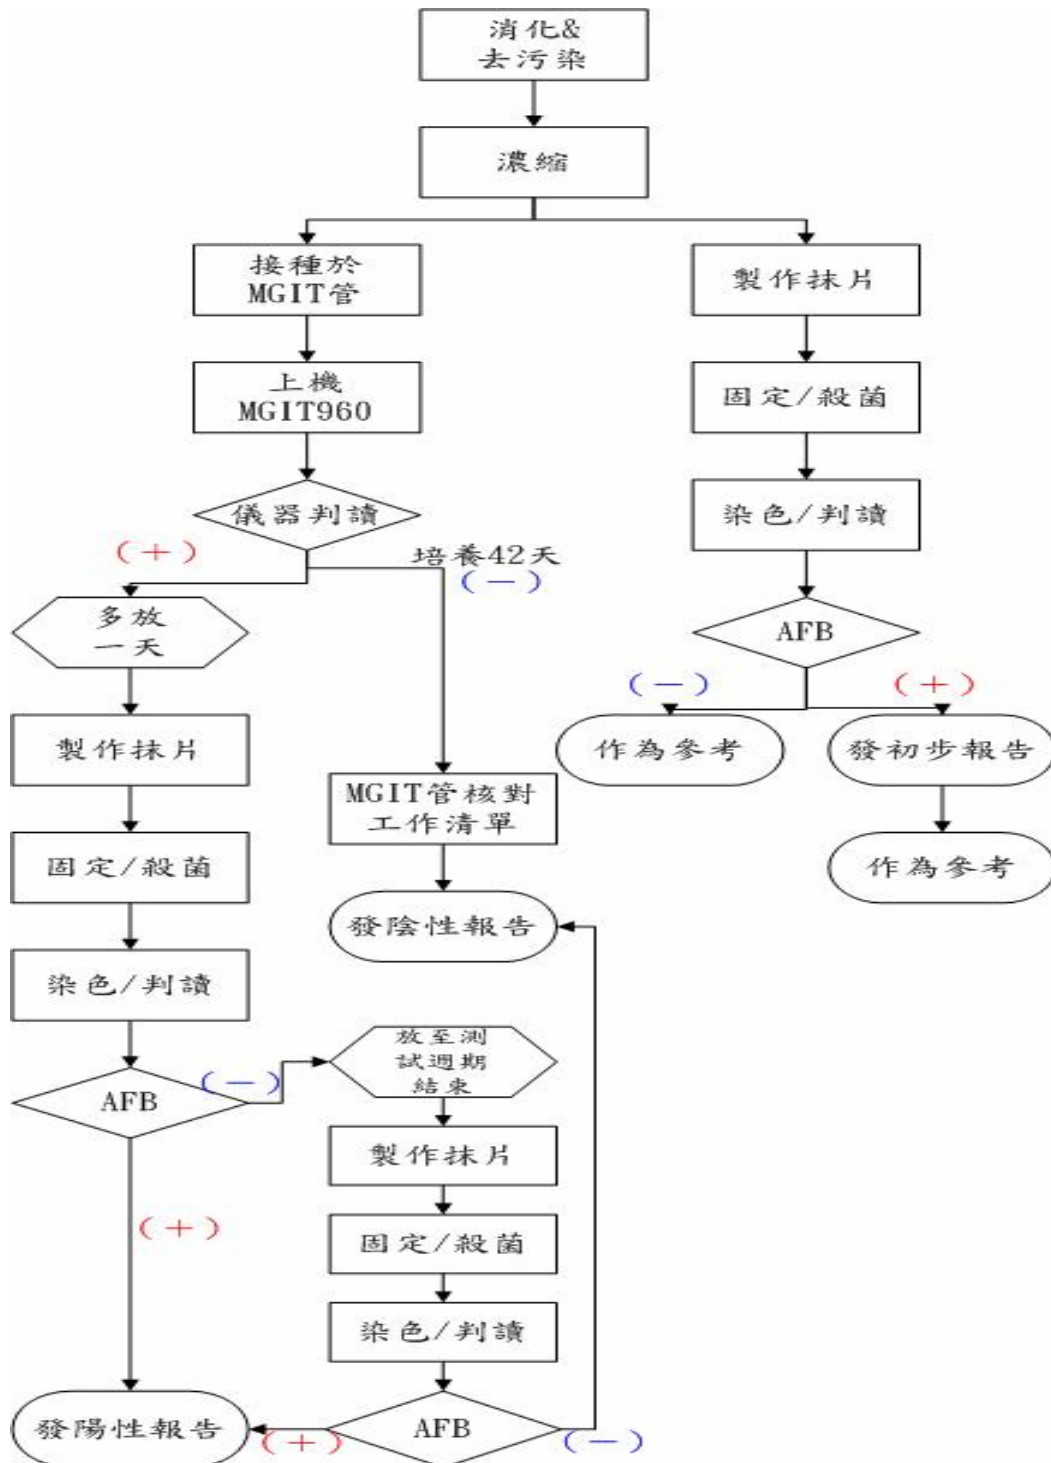 消化&
去污染
濃縮
接種於
MGIT管
製作抹片
上機
MGIT960
固定/殺菌
儀器判讀
染色/判讀
(+)
培養42天
(-)
多放
一天
AFB
(-)
(+)
製作抹片
作為參考
發初步報告
MGIT管核對
工作清單
固定/殺菌
作為參考
發陰性報告
染色/判讀
放至測
試週期
結束
(-)
AFB
製作抹片
(+)
固定/殺菌
染色/判讀
發陽性報告
(+)
AFB
(-)